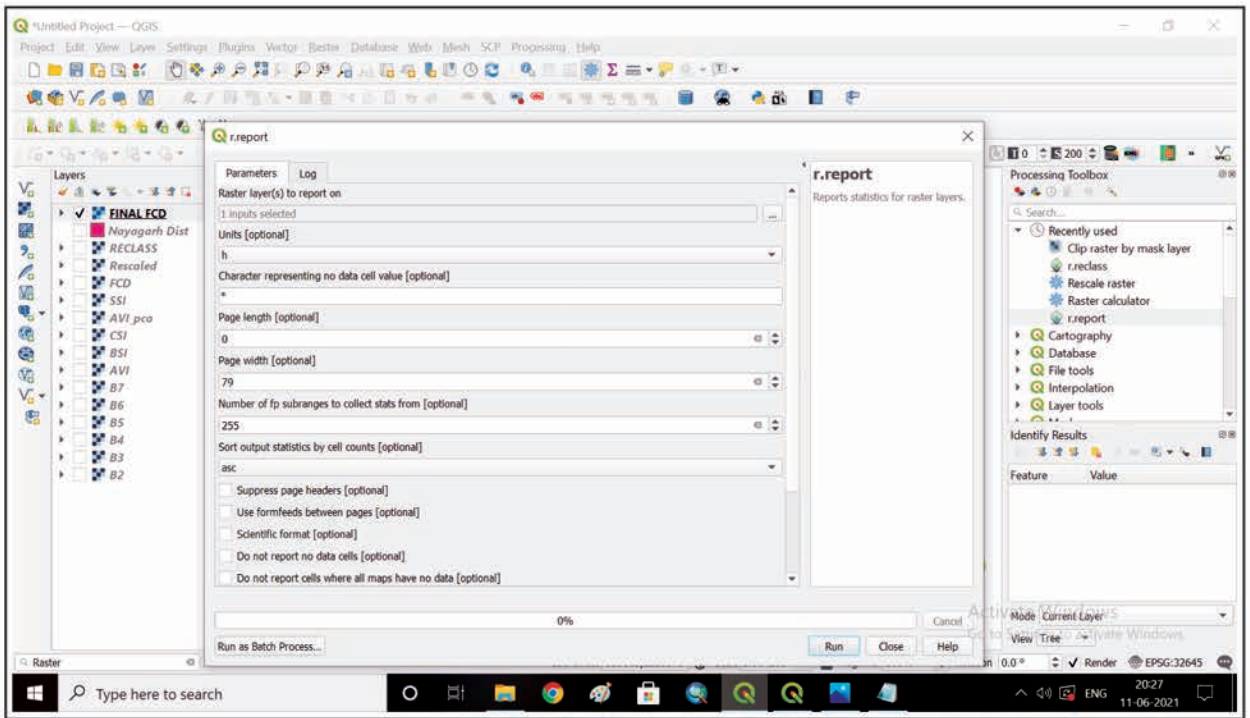 *Untitled Project — QGIS
Project Edit View Layer Settings Plugins Vector Raster Database Web Mesh SCP Processing Help
0 200
r.report
Layers
FINAL FCD
Nayagarh Dist
RECLASS
Rescaled
FCD
SSI
AVI pca
CSI
BSI
AVI
B7
B6
B5
B4
B3
B2
Parameters Log
Raster layer(s) to report on
1 inputs selected
...
Units [optional]
h
Character representing no data cell value [optional]
*
Page length [optional]
0
Page width [optional]
79
Number of fp subranges to collect stats from [optional]
255
Sort output statistics by cell counts [optional]
asc
Suppress page headers [optional]
Use formfeeds between pages [optional]
Scientific format [optional]
Do not report no data cells [optional]
Do not report cells where all maps have no data [optional]
r.report
Reports statistics for raster layers.
0%
Cancel
Run as Batch Process...
Run Close Help
Processing Toolbox
Search...
Recently used
Clip raster by mask layer
r.reclass
Rescale raster
Raster calculator
r.report
Cartography
Database
File tools
Interpolation
Layer tools
Identify Results
Feature Value
Activate Windows
Mode Current Layer
View Tree
Raster
0.0 ° Render EPSG:32645
Type here to search
ENG
20:27
11-06-2021